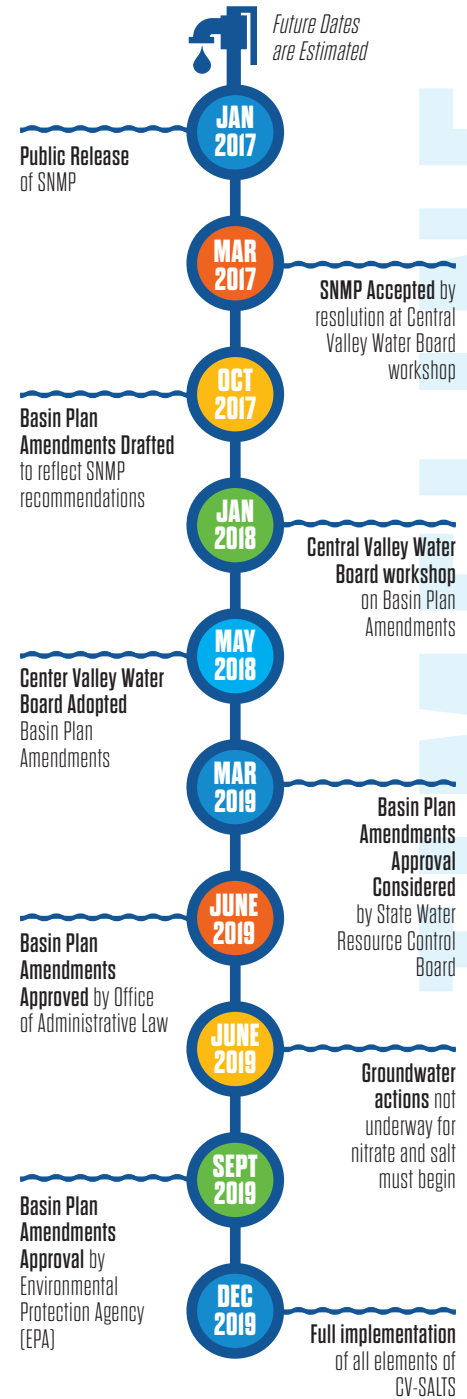 Future Dates
are Estimated
JAN
2017
Public Release
of SNMP
MAR
2017
SNMP Accepted by
resolution at Central
Valley Water Board
workshop
OCT
2017
Basin Plan
Amendments Drafted
to reflect SNMP
recommendations
JAN
2018
Central Valley Water
Board workshop
on Basin Plan
Amendments
MAY
2018
Center Valley Water
Board Adopted
Basin Plan
Amendments
MAR
2019
Basin Plan
Amendments
Approval
Considered
by State Water
Resource Control
Board
JUNE
2019
Basin Plan
Amendments
Approved by Office
of Administrative Law
JUNE
2019
Groundwater
actions not
underway for
nitrate and salt
must begin
SEPT
2019
Basin Plan
Amendments
Approval by
Environmental
Protection Agency
(EPA)
DEC
2019
Full implementation
of all elements of
CV-SALTS